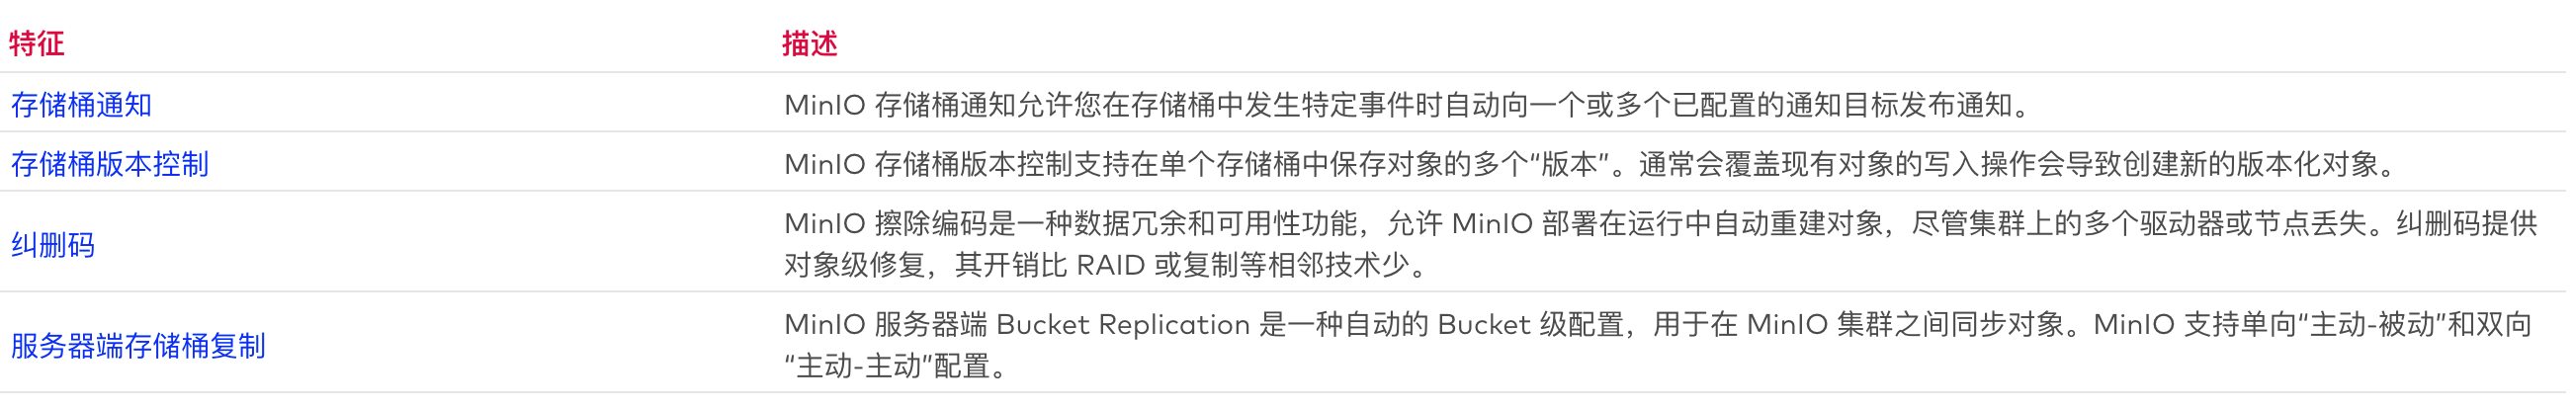 特征 描述
存储桶通知 MinIO 存储桶通知允许您在存储桶中发生特定事件时自动向一个或多个已配置的通知目标发布通知。
存储桶版本控制 MinIO 存储桶版本控制支持在单个存储桶中保存对象的多个“版本”。通常会覆盖现有对象的写入操作会导致创建新的版本化对象。
纠删码
MinIO 擦除编码是一种数据冗余和可用性功能，允许 MinIO 部署在运行中自动重建对象，尽管集群上的多个驱动器或节点丢失。纠删码提供
对象级修复，其开销比 RAID 或复制等相邻技术少。
服务器端存储桶复制
MinIO 服务器端 Bucket Replication 是一种自动的 Bucket 级配置，用于在 MinIO 集群之间同步对象。MinIO 支持单向“主动-被动”和双向
“主动-主动”配置。